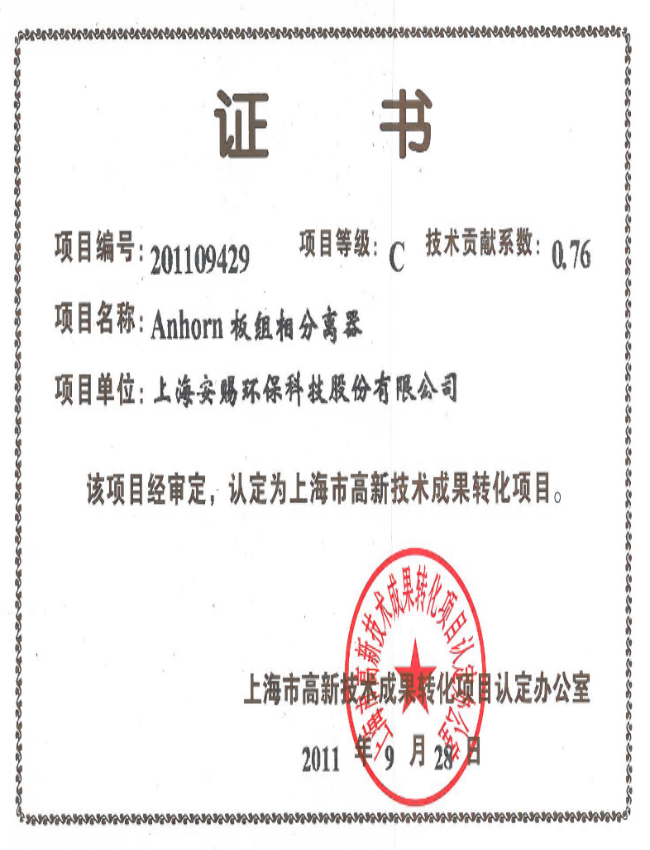 证 书
项目编号: 201109429 项目等级: C 技术贡献系数: 0.76
项目名称: Anhorn 板组相分离器
项目单位: 上海安赐环保科技股份有限公司
该项目经审定，认定为上海市高新技术成果转化项目。
上海市高新技术成果转化项目认定办公室
上海市高新技术成果转化项目认定办公室
2011 年 9 月 28 日